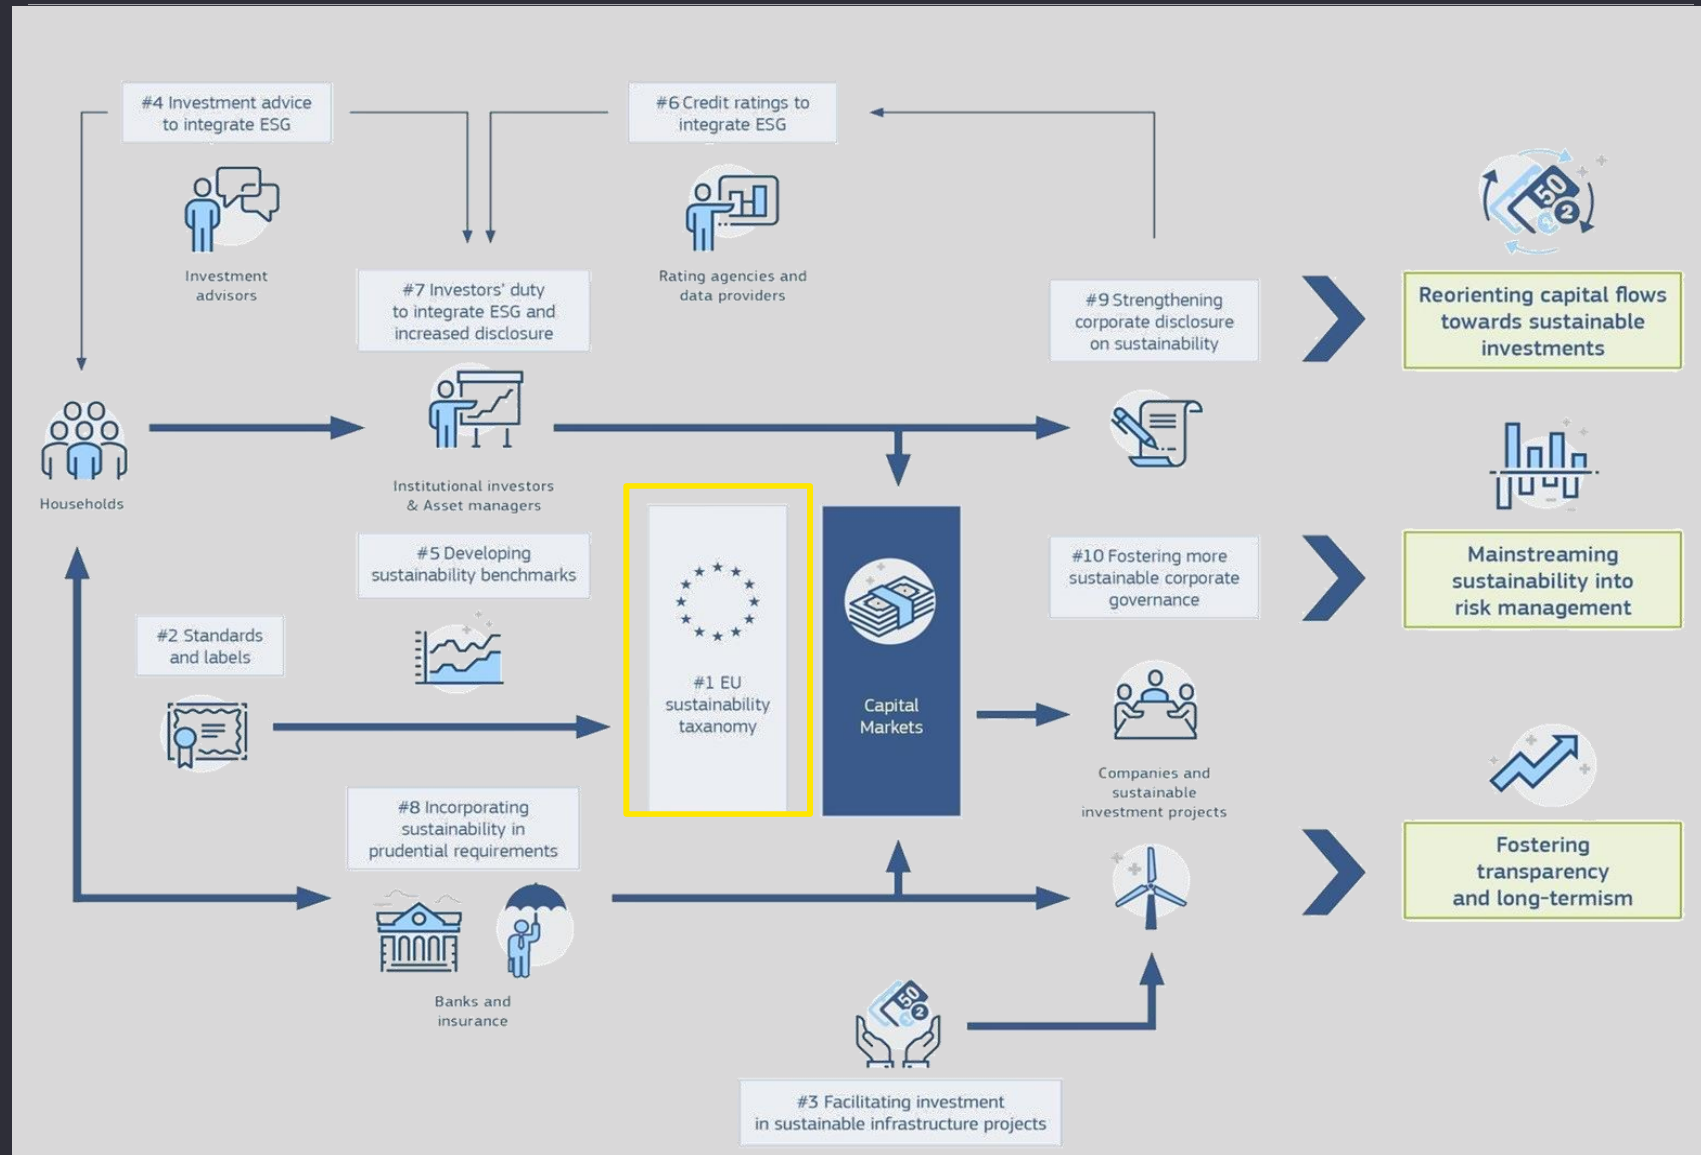 #4 Investment advice
to integrate ESG
Investment
advisors
#6 Credit ratings to
integrate ESG
Rating agencies and
data providers
#7 Investors' duty
to integrate ESG and
increased disclosure
Institutional investors
& Asset managers
Households
#9 Strengthening
corporate disclosure
on sustainability
50
2
Reorienting capital flows
towards sustainable
investments
#5 Developing
sustainability benchmarks
#2 Standards
and labels
#1 EU
sustainability
taxanomy
Capital
Markets
#10 Fostering more
sustainable corporate
governance
Mainstreaming
sustainability into
risk management
Companies and
sustainable
investment projects
#8 Incorporating
sustainability in
prudential requirements
Banks and
insurance
Fostering
transparency
and long-termism
50
2
#3 Facilitating investment
in sustainable infrastructure projects